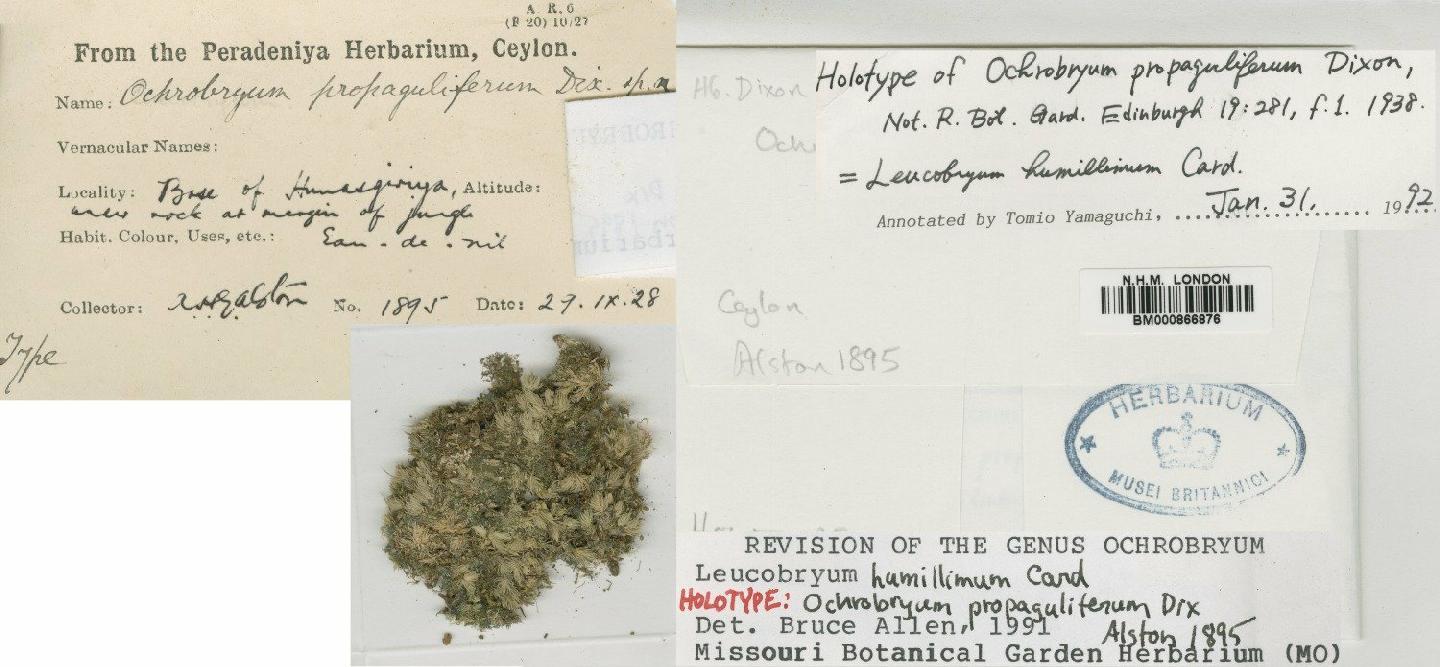 A R. 6
(F 20) 10/27
From the Peradeniya Herbarium, Ceylon.
Name: Ochrobryum propaguliferum Dix. sp. n
Vernacular Names:
Locality: Base of Hunasgiriya, Altitude:
under rock at margin of jungle
Habit. Colour, Uses, etc.: Eau-de-nil
Collector: AHGAlston No. 1895 Date: 29.IX.28
Type
H6. Dixon
Och
Ceylon
Alston 1895
Holotype of Ochrobryum propaguliferum Dixon,
Not. R. Bot. Gard. Edinburgh 19:281, f.1. 1938.
= Leucobryum humillimum Card.
Annotated by Tomio Yamaguchi, Jan. 31, 1992
N.H.M. LONDON
BM000866876
HERBARIUM
MUSEI BRITANNICI
REVISION OF THE GENUS OCHROBRYUM
Leucobryum humillimum Card
HOLOTYPE: Ochrobryum propaguliferum Dix
Det. Bruce Allen, 1991 Alston 1895
Missouri Botanical Garden Herbarium (MO)